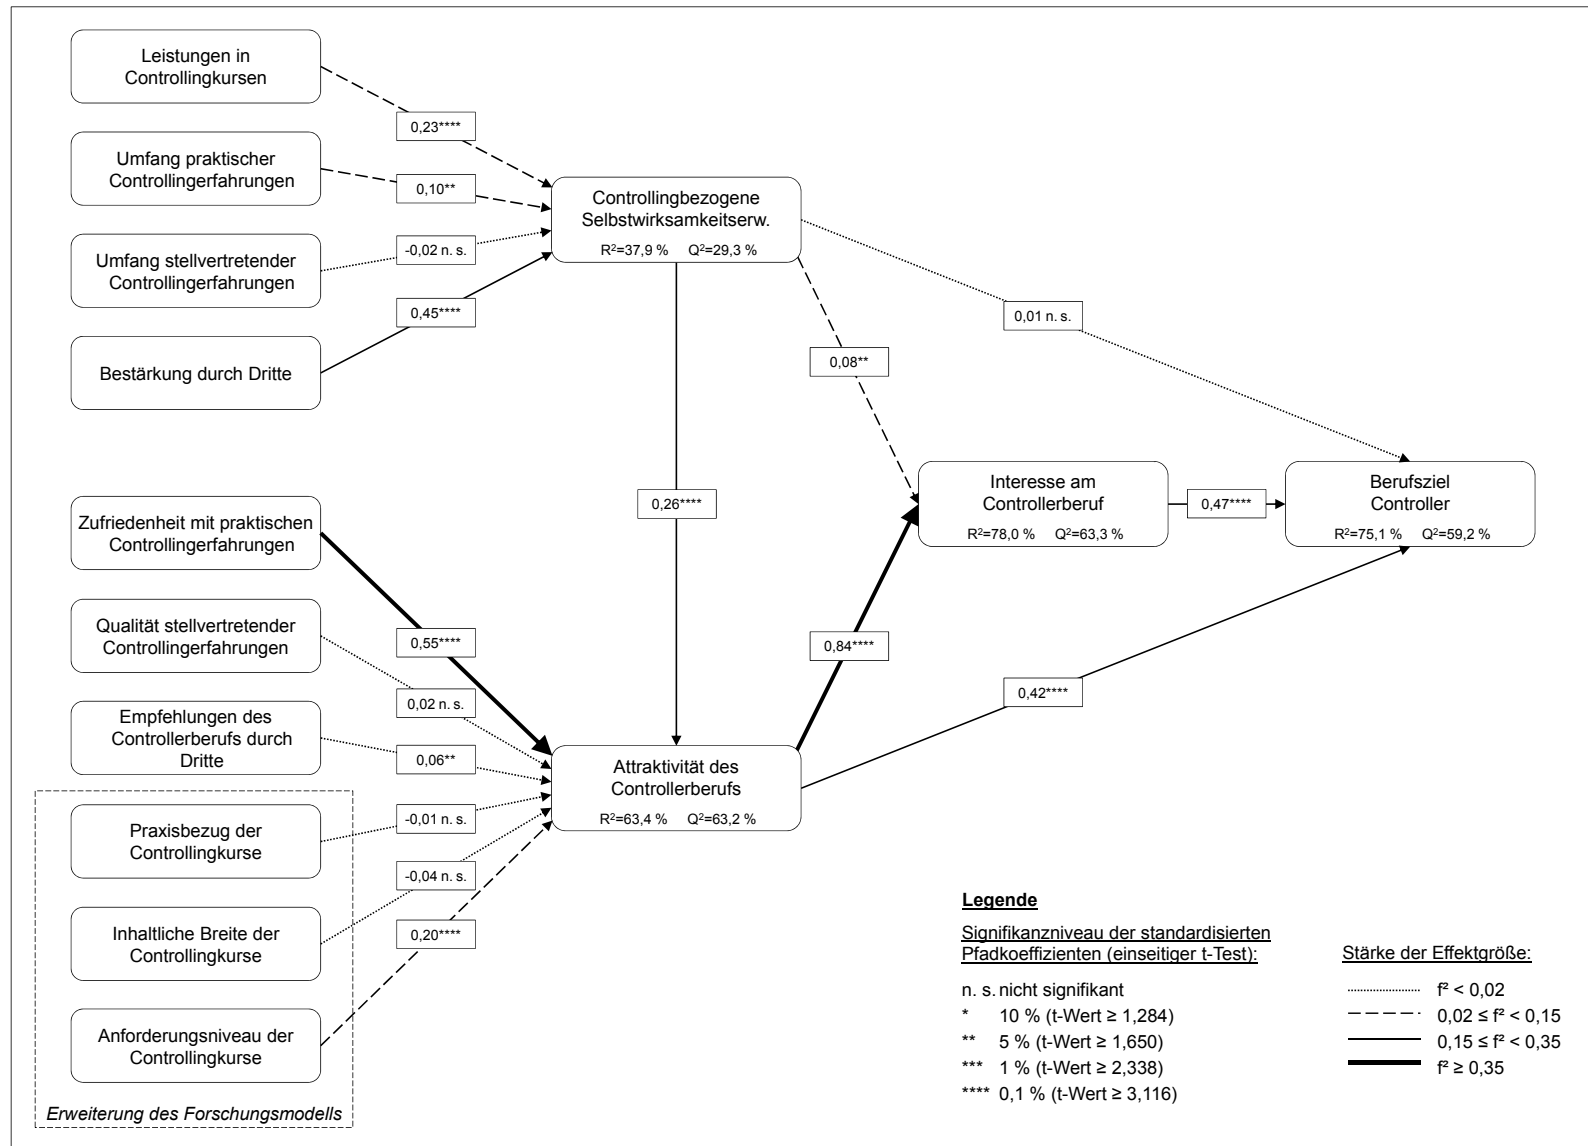 Leistungen in
Controllingkursen
0,23****
Umfang praktischer
Controllingerfahrungen
0,10**
Umfang stellvertretender
Controllingerfahrungen
-0,02 n. s.
Bestärkung durch Dritte
0,45****
Controllingbezogene
Selbstwirksamkeitserw.
R²=37,9 % Q²=29,3 %
0,01 n. s.
0,08**
0,26****
Zufriedenheit mit praktischen
Controllingerfahrungen
0,55****
Qualität stellvertretender
Controllingerfahrungen
0,02 n. s.
Empfehlungen des
Controllerberufs durch
Dritte
0,06**
Praxisbezug der
Controllingkurse
-0,01 n. s.
Inhaltliche Breite der
Controllingkurse
-0,04 n. s.
Anforderungsniveau der
Controllingkurse
0,20****
Erweiterung des Forschungsmodells
Attraktivität des
Controllerberufs
R²=63,4 % Q²=63,2 %
0,84****
0,42****
Interesse am
Controllerberuf
R²=78,0 % Q²=63,3 %
0,47****
Berufsziel
Controller
R²=75,1 % Q²=59,2 %
Legende
Signifikanzniveau der standardisierten
Pfadkoeffizienten (einseitiger t-Test):
n. s. nicht signifikant
* 10 % (t-Wert ≥ 1,284)
** 5 % (t-Wert ≥ 1,650)
*** 1 % (t-Wert ≥ 2,338)
**** 0,1 % (t-Wert ≥ 3,116)
Stärke der Effektgröße:
f² < 0,02
0,02 ≤ f² < 0,15
0,15 ≤ f² < 0,35
f² ≥ 0,35